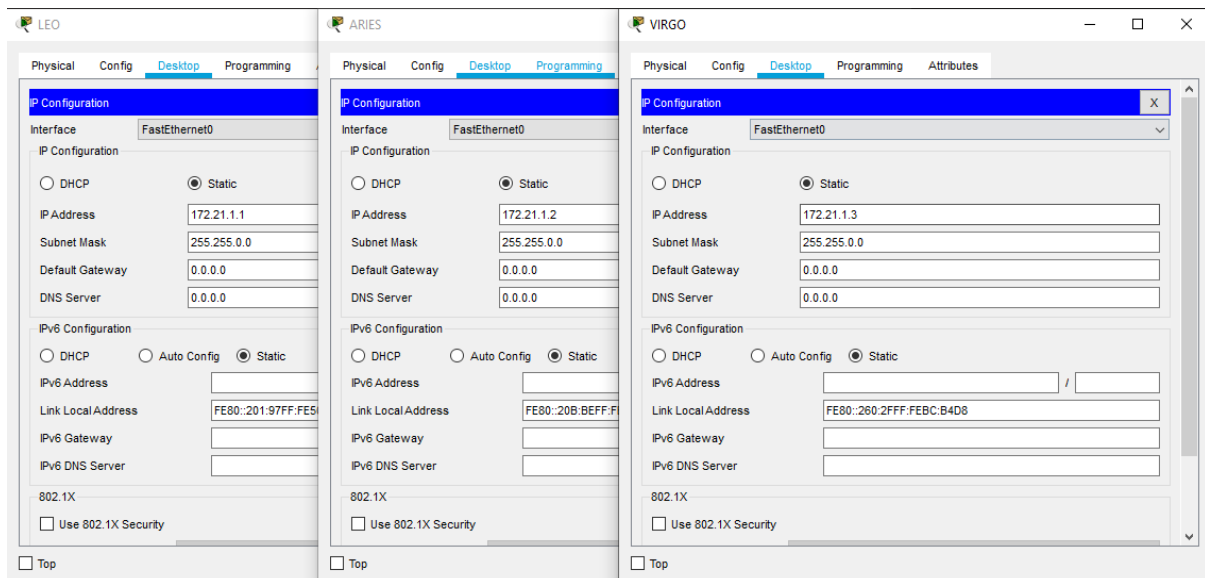 LEO
Physical Config Desktop Programming
IP Configuration
Interface FastEthernet0
IP Configuration
DHCP Static
IP Address 172.21.1.1
Subnet Mask 255.255.0.0
Default Gateway 0.0.0.0
DNS Server 0.0.0.0
IPv6 Configuration
DHCP Auto Config Static
IPv6 Address
Link Local Address FE80::201:97FF:FE5
IPv6 Gateway
IPv6 DNS Server
802.1X
Use 802.1X Security
Top
ARIES
Physical Config Desktop Programming
IP Configuration
Interface FastEthernet0
IP Configuration
DHCP Static
IP Address 172.21.1.2
Subnet Mask 255.255.0.0
Default Gateway 0.0.0.0
DNS Server 0.0.0.0
IPv6 Configuration
DHCP Auto Config Static
IPv6 Address
Link Local Address FE80::20B:BEFF:F
IPv6 Gateway
IPv6 DNS Server
802.1X
Use 802.1X Security
Top
VIRGO
Physical Config Desktop Programming Attributes
IP Configuration X
Interface FastEthernet0
IP Configuration
DHCP Static
IP Address 172.21.1.3
Subnet Mask 255.255.0.0
Default Gateway 0.0.0.0
DNS Server 0.0.0.0
IPv6 Configuration
DHCP Auto Config Static
IPv6 Address /
Link Local Address FE80::260:2FFF:FEBC:B4D8
IPv6 Gateway
IPv6 DNS Server
802.1X
Use 802.1X Security
Top